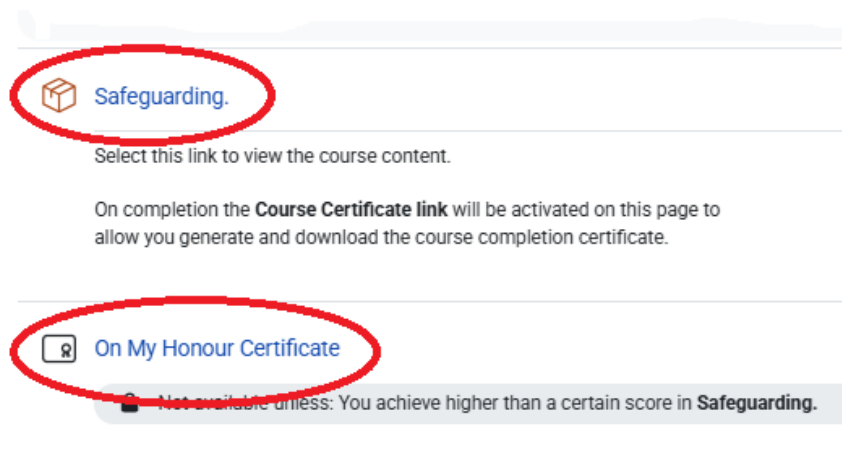 Safeguarding.
Select this link to view the course content.
On completion the Course Certificate link will be activated on this page to
allow you generate and download the course completion certificate.
On My Honour Certificate
Not available unless: You achieve higher than a certain score in Safeguarding.